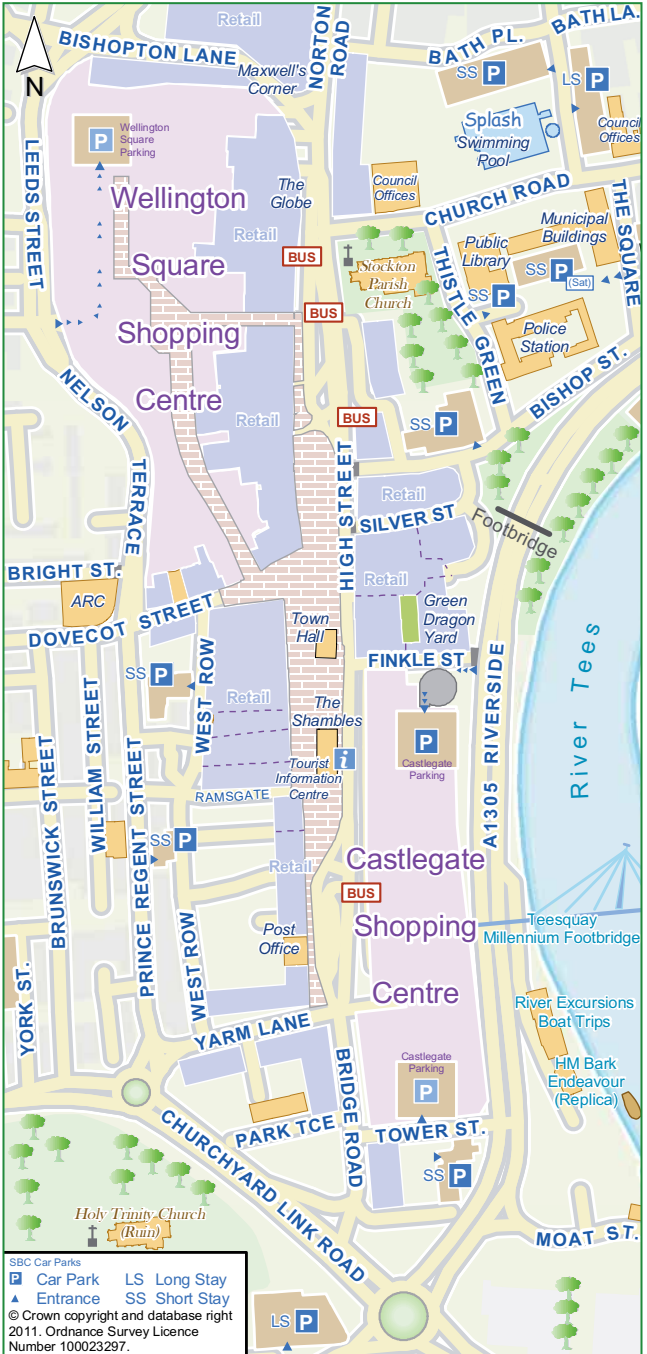 Retail
BISHOPTON LANE
NORTON
ROAD
BATH PL.
BATH LA.
N
Maxwell's
Corner
SS P
LS P
Splash
Swimming
Pool
Council
Offices
P
Wellington
Square
Parking
LEEDS STREET
The
Globe
Council
Offices
CHURCH ROAD
THE SQUARE
Wellington
Square
Shopping
Centre
Retail
BUS
Stockton
Parish
Church
THISTLE GREEN
Public
Library
Municipal
Buildings
SS P
(Sat)
SS P
BUS
Police
Station
NELSON
TERRACE
Retail
BUS
SS P
BISHOP ST.
HIGH STREET
Retail
SILVER ST
Footbridge
BRIGHT ST.
ARC
DOVECOT STREET
Retail
Green
Dragon
Yard
Town
Hall
FINKLE ST
A1305 RIVERSIDE
River Tees
SS P
WEST ROW
Retail
The
Shambles
P
Castlegate
Parking
i
Tourist
Information
Centre
WILLIAM STREET
BRUNSWICK STREET
PRINCE REGENT STREET
RAMSGATE
SS P
Retail
Castlegate
Shopping
Centre
BUS
Teesquay
Millennium Footbridge
Post
Office
WEST ROW
YORK ST.
River Excursions
Boat Trips
YARM LANE
HM Bark
Endeavour
(Replica)
Castlegate
Parking
P
BRIDGE ROAD
PARK TCE
TOWER ST.
CHURCHYARD LINK ROAD
SS P
Holy Trinity Church
(Ruin)
MOAT ST.
LS P
SBC Car Parks
P Car Park LS Long Stay
Entrance SS Short Stay
© Crown copyright and database right
2011. Ordnance Survey Licence
Number 100023297.